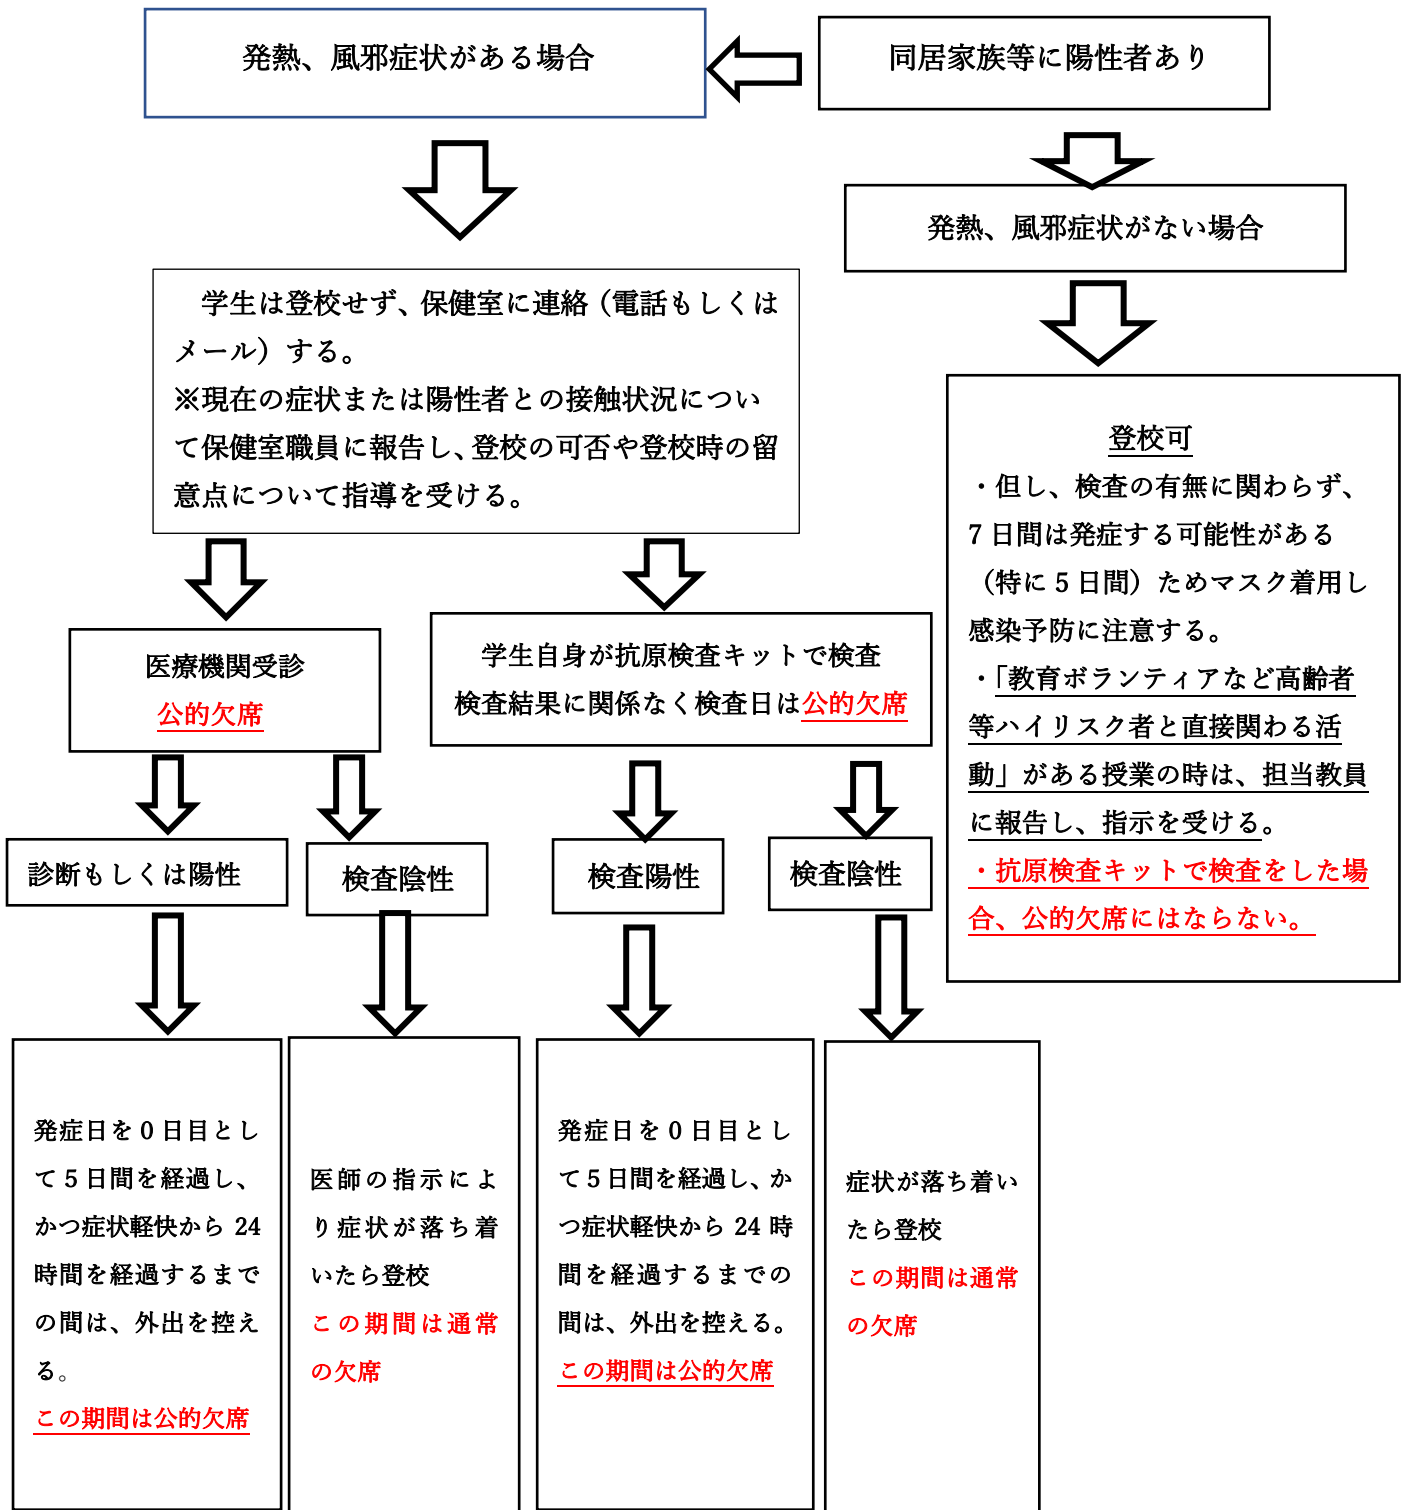 発熱、風邪症状がある場合
同居家族等に陽性者あり
発熱、風邪症状がない場合
学生は登校せず、保健室に連絡（電話もしくは
メール）する。
※現在の症状または陽性者との接触状況につい
て保健室職員に報告し、登校の可否や登校時の留
意点について指導を受ける。
登校可
・但し、検査の有無に関わらず、
7日間は発症する可能性がある
（特に5日間）ためマスク着用し
感染予防に注意する。
・「教育ボランティアなど高齢者
等ハイリスク者と直接関わる活
動」がある授業の時は、担当教員
に報告し、指示を受ける。
・抗原検査キットで検査をした場
合、公的欠席にはならない。
医療機関受診
公的欠席
学生自身が抗原検査キットで検査
検査結果に関係なく検査日は公的欠席
診断もしくは陽性
検査陰性
検査陽性
検査陰性
発症日を0日目とし
て5日間を経過し、
かつ症状軽快から24
時間を経過するまで
の間は、外出を控え
る。
この期間は公的欠席
医師の指示によ
り症状が落ち着
いたら登校
この期間は通常
の欠席
発症日を0日目とし
て5日間を経過し、か
つ症状軽快から24時
間を経過するまでの
間は、外出を控える。
この期間は公的欠席
症状が落ち着い
たら登校
この期間は通常
の欠席